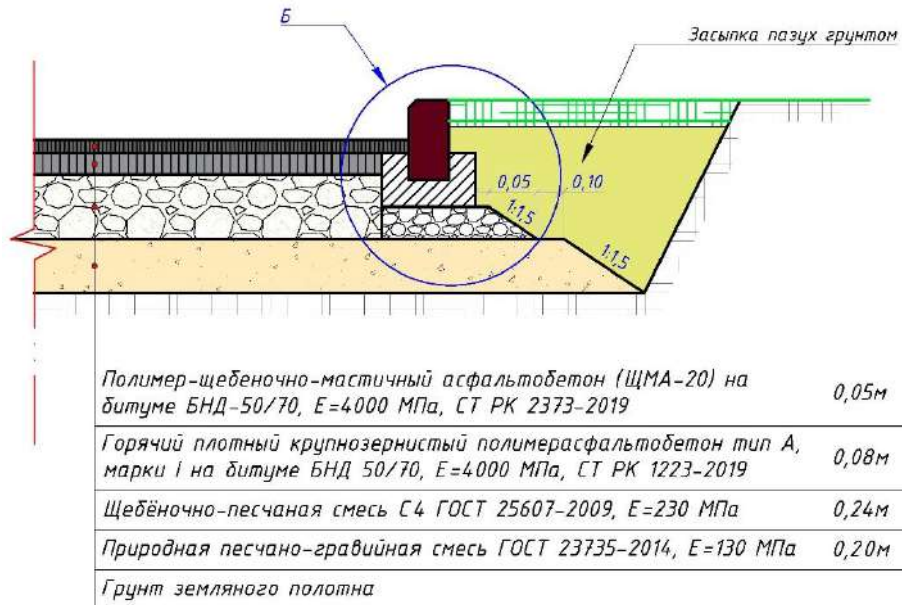 Б
Засыпка пазух грунтом
0,05
0,10
1:1,5
1:1,5
Полимер-щебеночно-мастичный асфальтобетон (ЩМА-20) на
битуме БНД-50/70, Е=4000 МПа, СТ РК 2373-2019
0,05м
Горячий плотный крупнозернистый полимерасфальтобетон тип А,
марки I на битуме БНД 50/70, Е=4000 МПа, СТ РК 1223-2019
0,08м
Щебёночно-песчаная смесь С4 ГОСТ 25607-2009, Е=230 МПа
0,24м
Природная песчано-гравийная смесь ГОСТ 23735-2014, Е=130 МПа
0,20м
Грунт земляного полотна